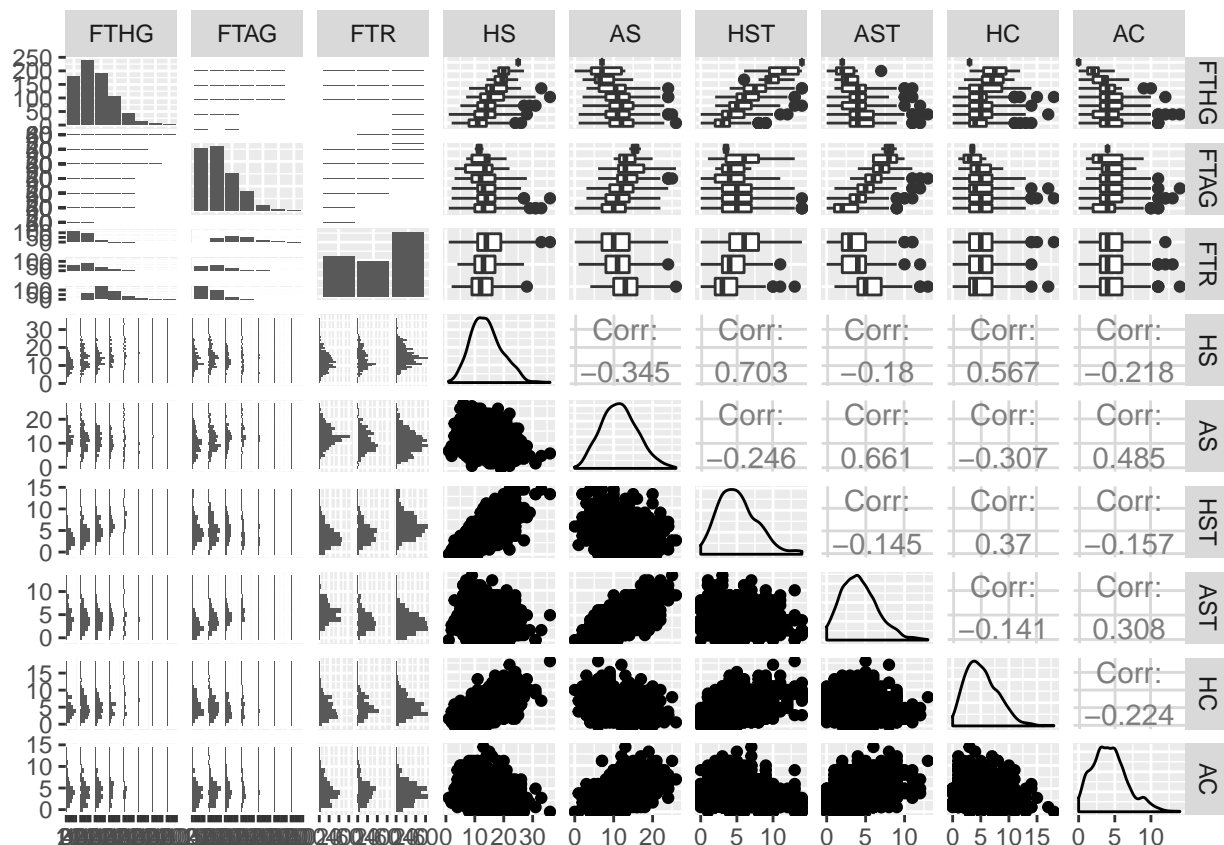 FTHG FTAG FTR HS AS HST AST HC AC
250
200
150
100
50
0
FTHG
FTAG
FTR
30
20
10
0
Corr: Corr: Corr: Corr: Corr:
−0.345 0.703 −0.18 0.567 −0.218
HS
20
10
0
Corr: Corr: Corr: Corr:
−0.246 0.661 −0.307 0.485
AS
15
10
5
0
Corr: Corr: Corr:
−0.145 0.37 −0.157
HST
10
5
0
Corr: Corr:
−0.141 0.308
AST
15
10
5
0
Corr:
−0.224
HC
15
10
5
0
AC
0 10 20 30 0 10 20 0 5 10 0 5 10 0 5 10 15 0 5 10